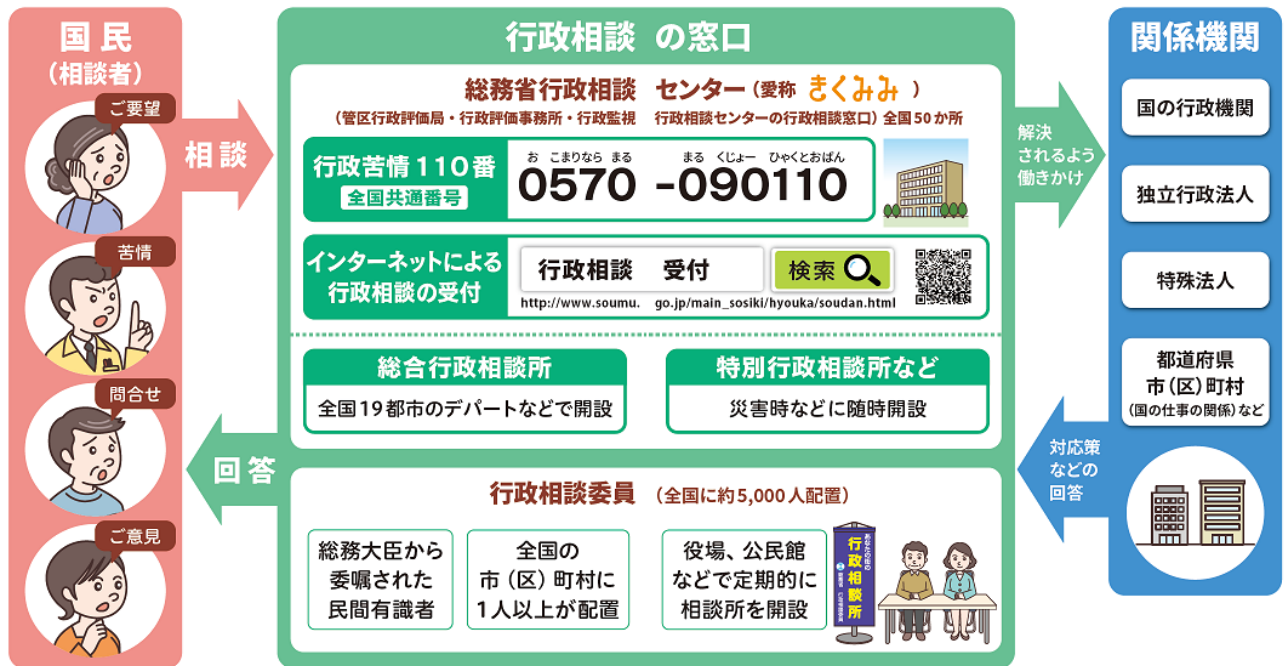 国民
（相談者）
ご要望
苦情
問合せ
ご意見
相談
回答
行政相談 の窓口
総務省行政相談 センター（愛称 きくみみ ）
（管区行政評価局・行政評価事務所・行政監視 行政相談センターの行政相談窓口）全国50か所
行政苦情110番
全国共通番号
お こまりなら まる まる くじょー ひゃくとおばん
0570 -090110
インターネットによる
行政相談の受付
行政相談 受付
検索
http://www.soumu. go.jp/main_sosiki/hyouka/soudan.html
総合行政相談所
全国19都市のデパートなどで開設
特別行政相談所など
災害時などに随時開設
行政相談委員 （全国に約5,000人配置）
総務大臣から
委嘱された
民間有識者
全国の
市（区）町村に
1人以上が配置
役場、公民館
などで定期的に
相談所を開設
あなたの街の
行政相談所
解決
されるよう
働きかけ
対応策
などの
回答
関係機関
国の行政機関
独立行政法人
特殊法人
都道府県
市（区）町村
（国の仕事の関係）など